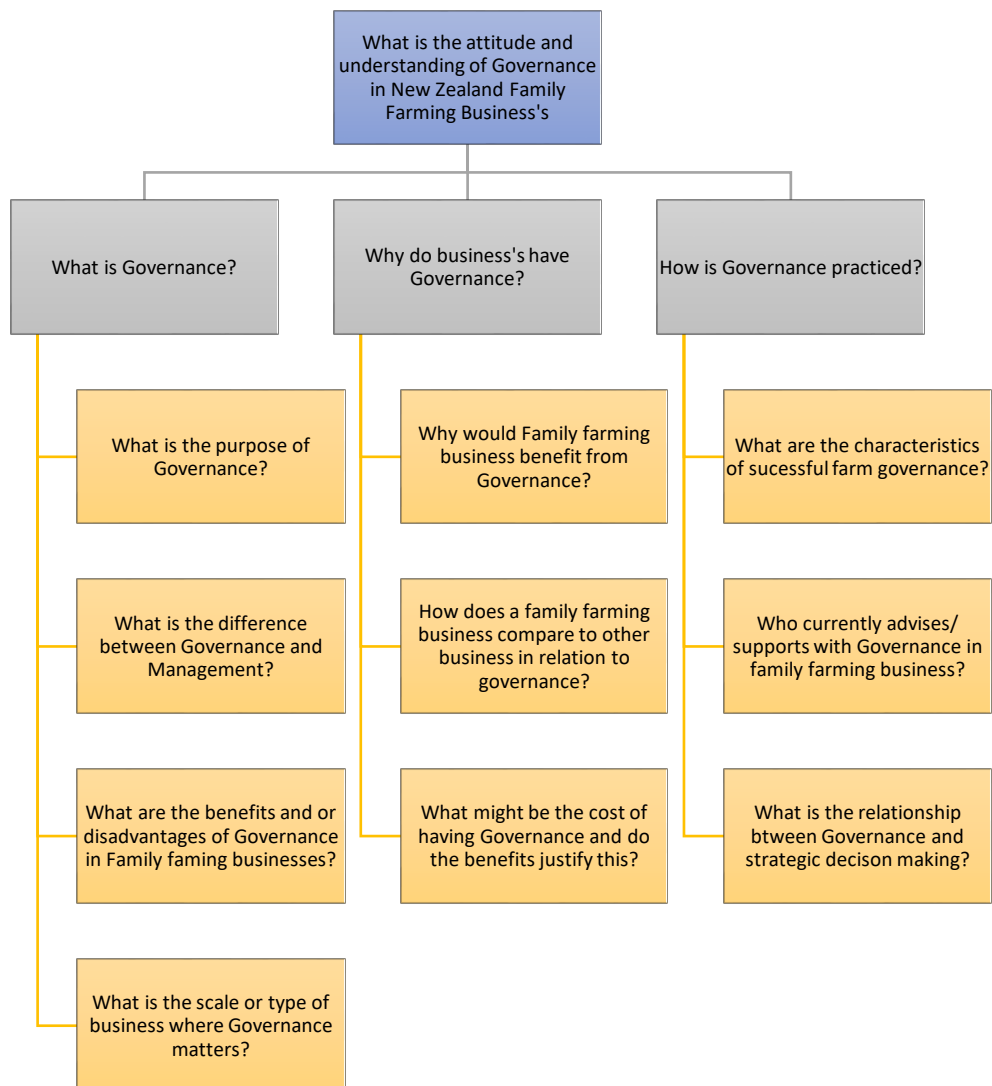 What is the attitude and
understanding of Governance
in New Zealand Family
Farming Business's
What is Governance?
Why do business's have
Governance?
How is Governance practiced?
What is the purpose of
Governance?
Why would Family farming
business benefit from
Governance?
What are the characteristics
of sucessful farm governance?
What is the difference
between Governance and
Management?
How does a family farming
business compare to other
business in relation to
governance?
Who currently advises/
supports with Governance in
family farming business?
What are the benefits and or
disadvantages of Governance
in Family faming businesses?
What might be the cost of
having Governance and do
the benefits justify this?
What is the relationship
btween Governance and
strategic decison making?
What is the scale or type of
business where Governance
matters?